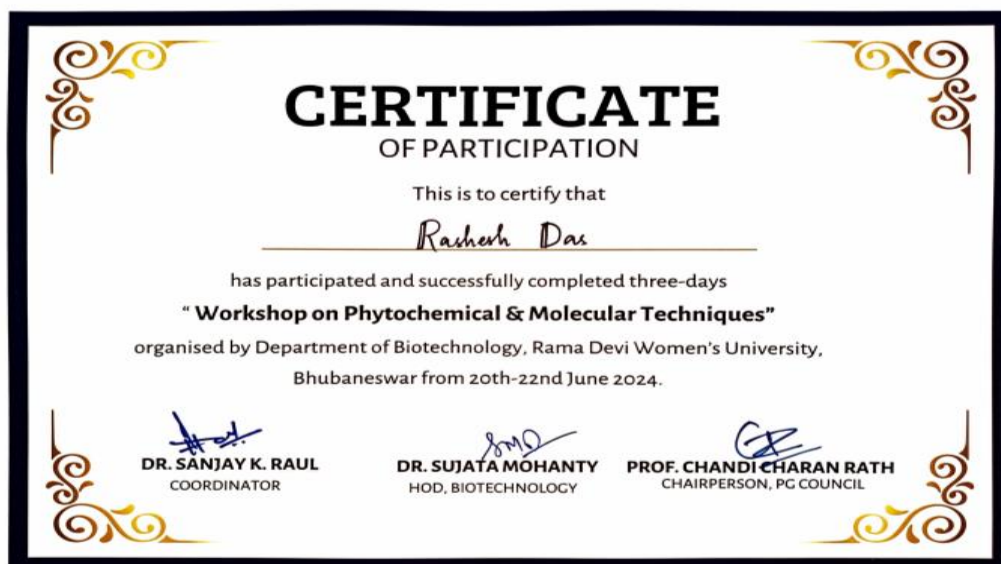 CERTIFICATE
OF PARTICIPATION
This is to certify that
Rashesh Das
has participated and successfully completed three-days
“ Workshop on Phytochemical & Molecular Techniques”
organised by Department of Biotechnology, Rama Devi Women's University,
Bhubaneswar from 20th-22nd June 2024.
DR. SANJAY K. RAUL DR. SUJATA MOHANTY PROF. CHANDI CHARAN RATH
COORDINATOR HOD, BIOTECHNOLOGY CHAIRPERSON, PG COUNCIL